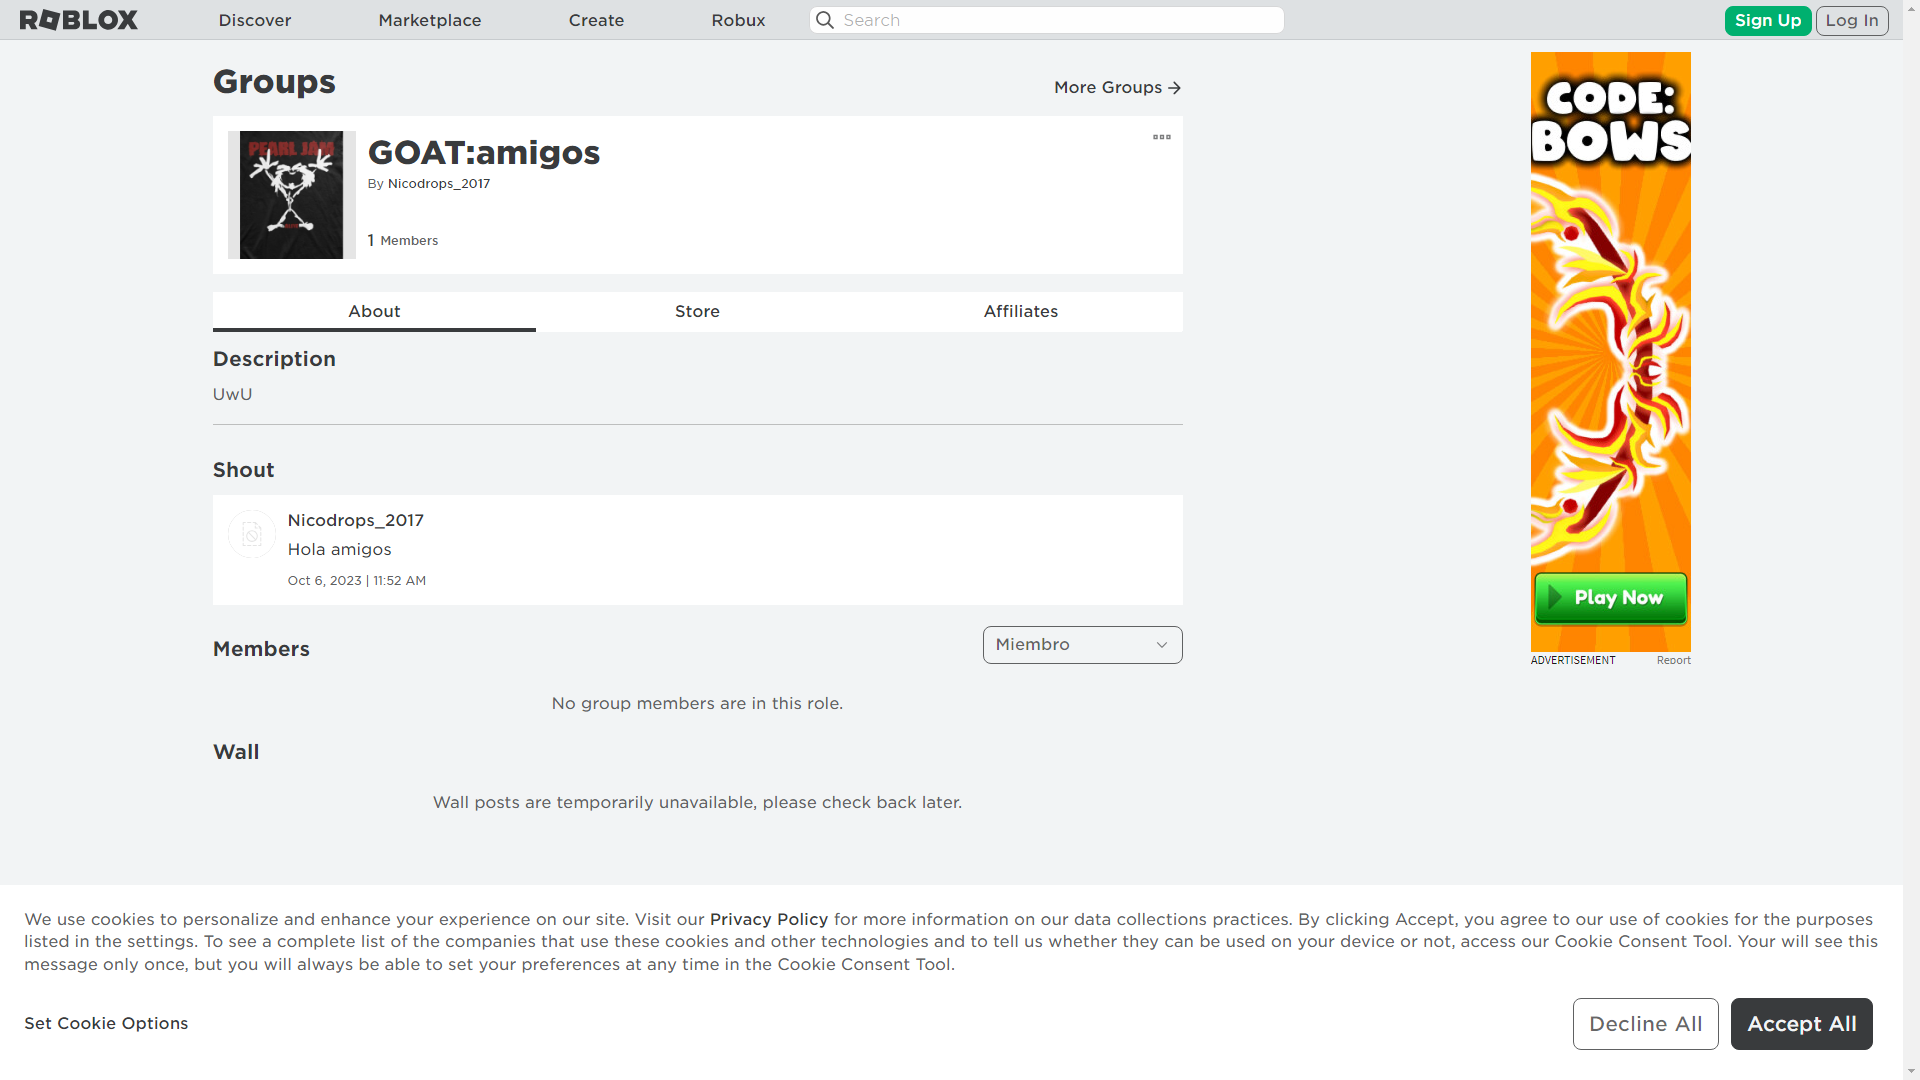 ROBLOX
Discover
Marketplace
Create
Robux
Search
Sign Up
Log In
Groups
More Groups
PEARL JAM
GOAT:amigos
By Nicodrops_2017
1 Members
About
Store
Affiliates
Description
UwU
Shout
Nicodrops_2017
Hola amigos
Oct 6, 2023 | 11:52 AM
Members
Miembro
No group members are in this role.
Wall
Wall posts are temporarily unavailable, please check back later.
CODE:
BOWS
Play Now
ADVERTISEMENT
Report
We use cookies to personalize and enhance your experience on our site. Visit our Privacy Policy for more information on our data collections practices. By clicking Accept, you agree to our use of cookies for the purposes
listed in the settings. To see a complete list of the companies that use these cookies and other technologies and to tell us whether they can be used on your device or not, access our Cookie Consent Tool. Your will see this
message only once, but you will always be able to set your preferences at any time in the Cookie Consent Tool.
Set Cookie Options
Decline All
Accept All